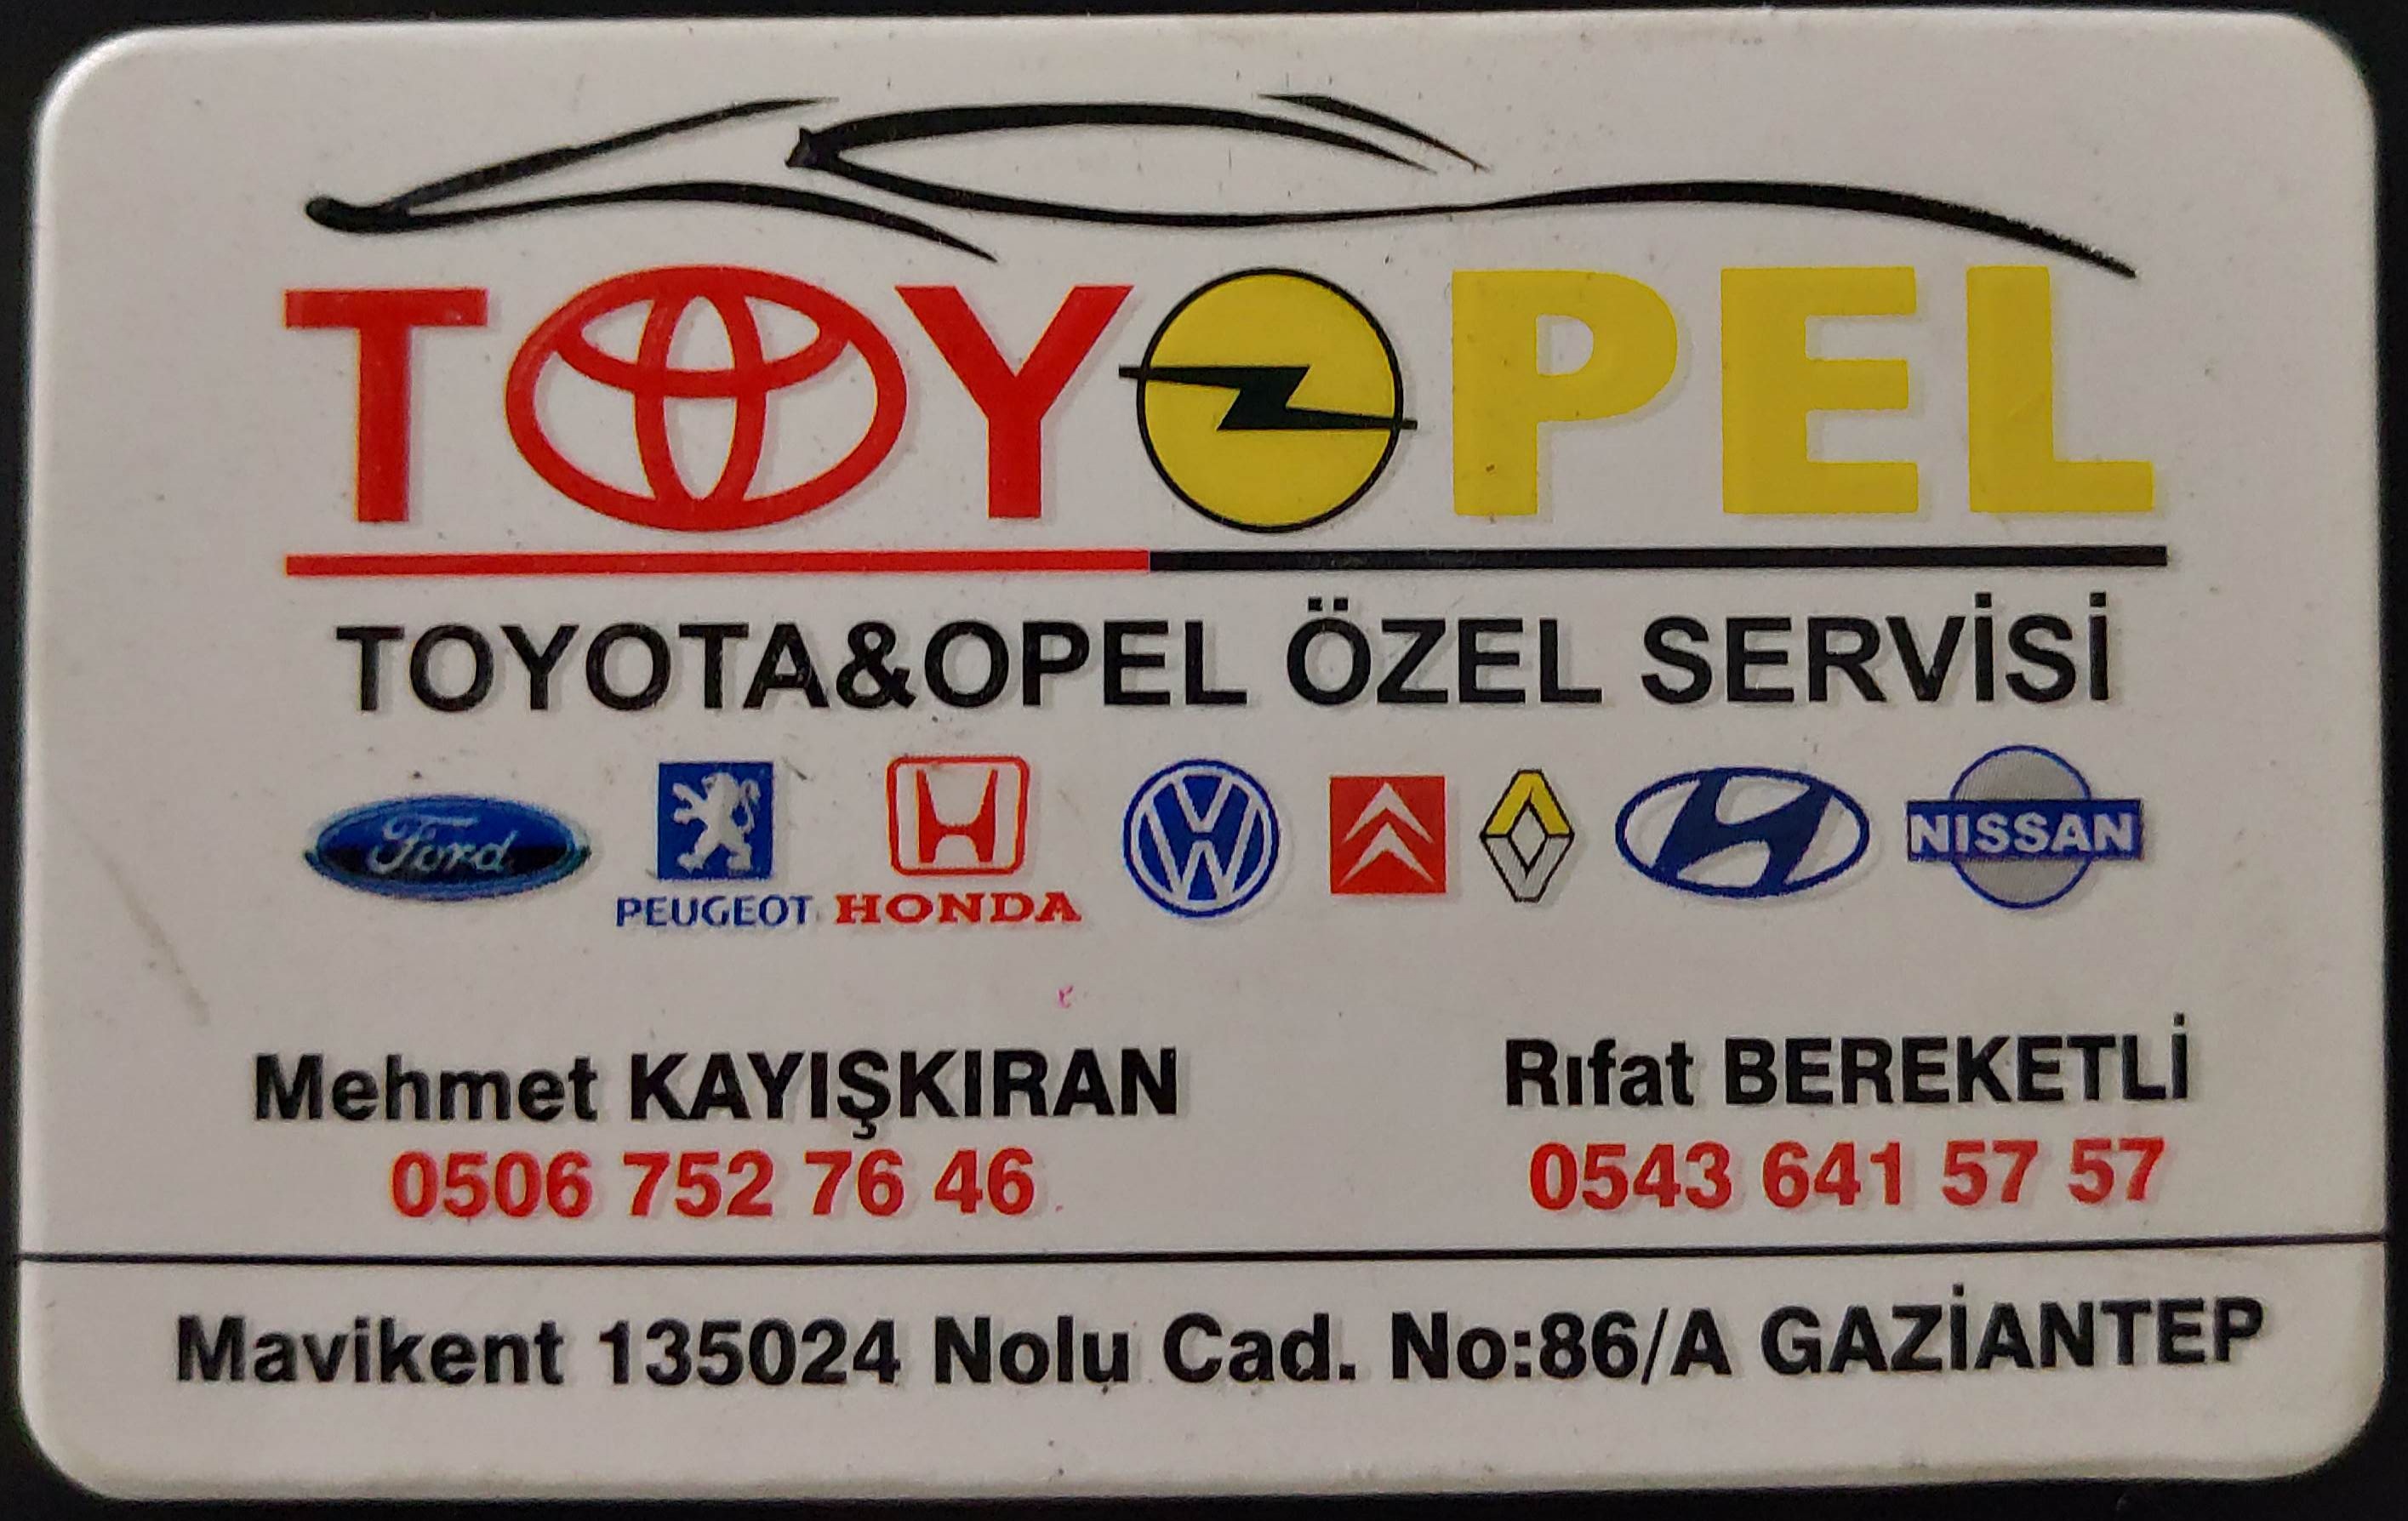 TOYOPEL
TOYOTA&OPEL ÖZEL SERVİSİ
Ford
PEUGEOT HONDA
NISSAN
Mehmet KAYIŞKIRAN
0506 752 76 46
Rıfat BEREKETLİ
0543 641 57 57
Mavikent 135024 Nolu Cad. No:86/A GAZİANTEP